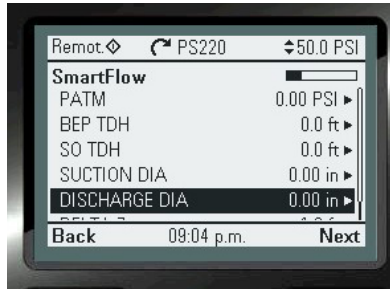 Remot. PS220 50.0 PSI
SmartFlow
PATM 0.00 PSI
BEP TDH 0.0 ft
SO TDH 0.0 ft
SUCTION DIA 0.00 in
DISCHARGE DIA 0.00 in
Back 09:04 p.m. Next